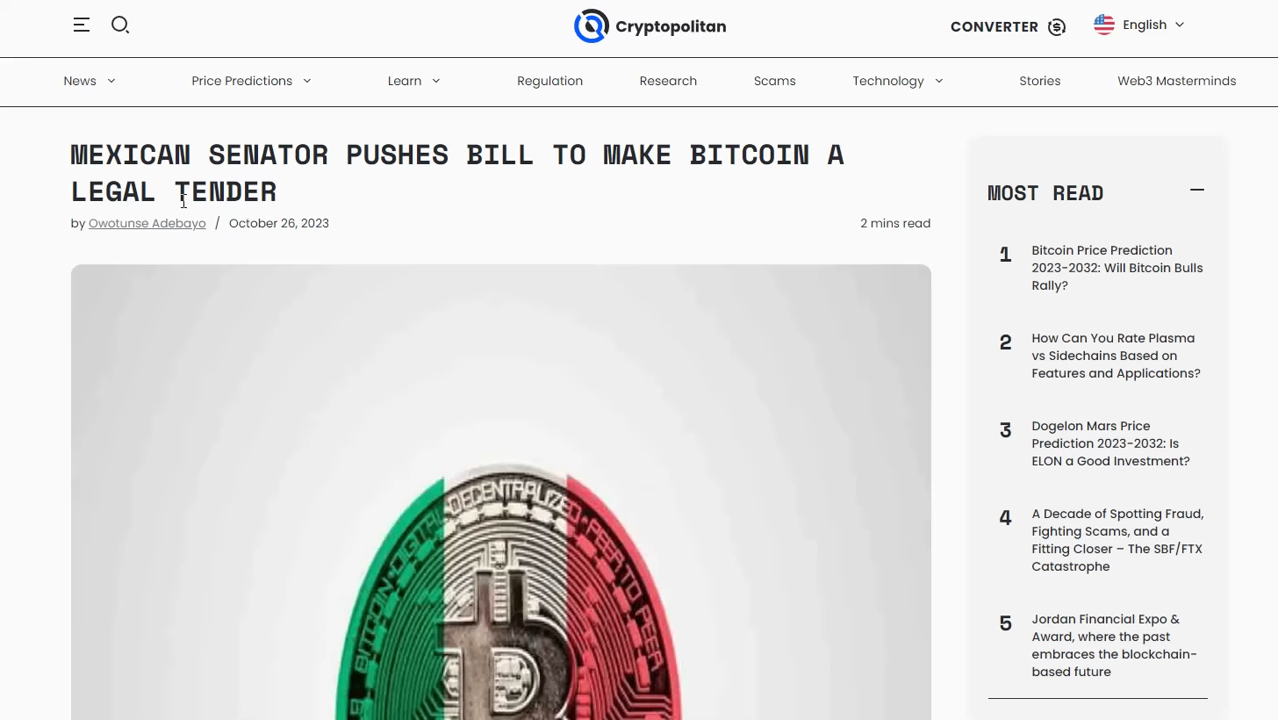 Cryptopolitan
CONVERTER
English
News
Price Predictions
Learn
Regulation
Research
Scams
Technology
Stories
Web3 Masterminds
MEXICAN SENATOR PUSHES BILL TO MAKE BITCOIN A
LEGAL TENDER
by Owotunse Adebayo / October 26, 2023
2 mins read
BITCOIN DIGITAL DECENTRALIZED PEER TO PEER
MOST READ
1
Bitcoin Price Prediction
2023-2032: Will Bitcoin Bulls
Rally?
2
How Can You Rate Plasma
vs Sidechains Based on
Features and Applications?
3
Dogelon Mars Price
Prediction 2023-2032: Is
ELON a Good Investment?
4
A Decade of Spotting Fraud,
Fighting Scams, and a
Fitting Closer – The SBF/FTX
Catastrophe
5
Jordan Financial Expo &
Award, where the past
embraces the blockchain-
based future